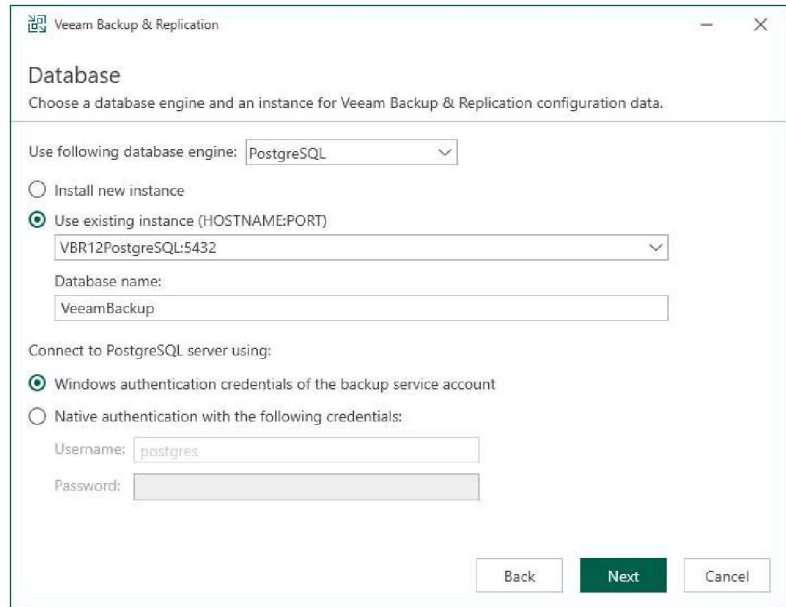 Veeam Backup & Replication
Database
Choose a database engine and an instance for Veeam Backup & Replication configuration data.
Use following database engine: PostgreSQL
Install new instance
Use existing instance (HOSTNAME:PORT)
VBR12PostgreSQL:5432
Database name:
VeeamBackup
Connect to PostgreSQL server using:
Windows authentication credentials of the backup service account
Native authentication with the following credentials:
Username: postgres
Password:
Back Next Cancel